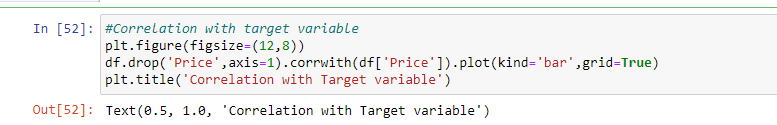 In [52]: #Correlation with target variable
plt.figure(figsize=(12,8))
df.drop('Price',axis=1).corrwith(df['Price']).plot(kind='bar',grid=True)
plt.title('Correlation with Target variable')
Out[52]: Text(0.5, 1.0, 'Correlation with Target variable')